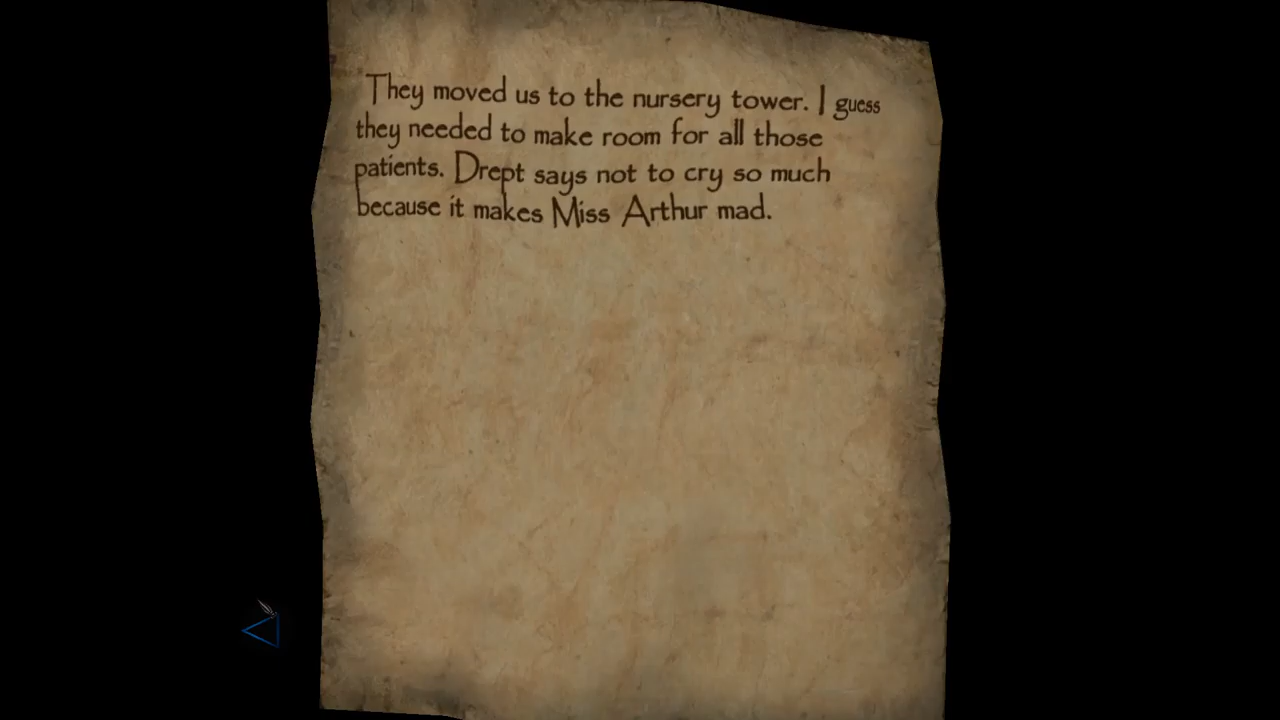 They moved us to the nursery tower. I guess
they needed to make room for all those
patients. Drept says not to cry so much
because it makes Miss Arthur mad.